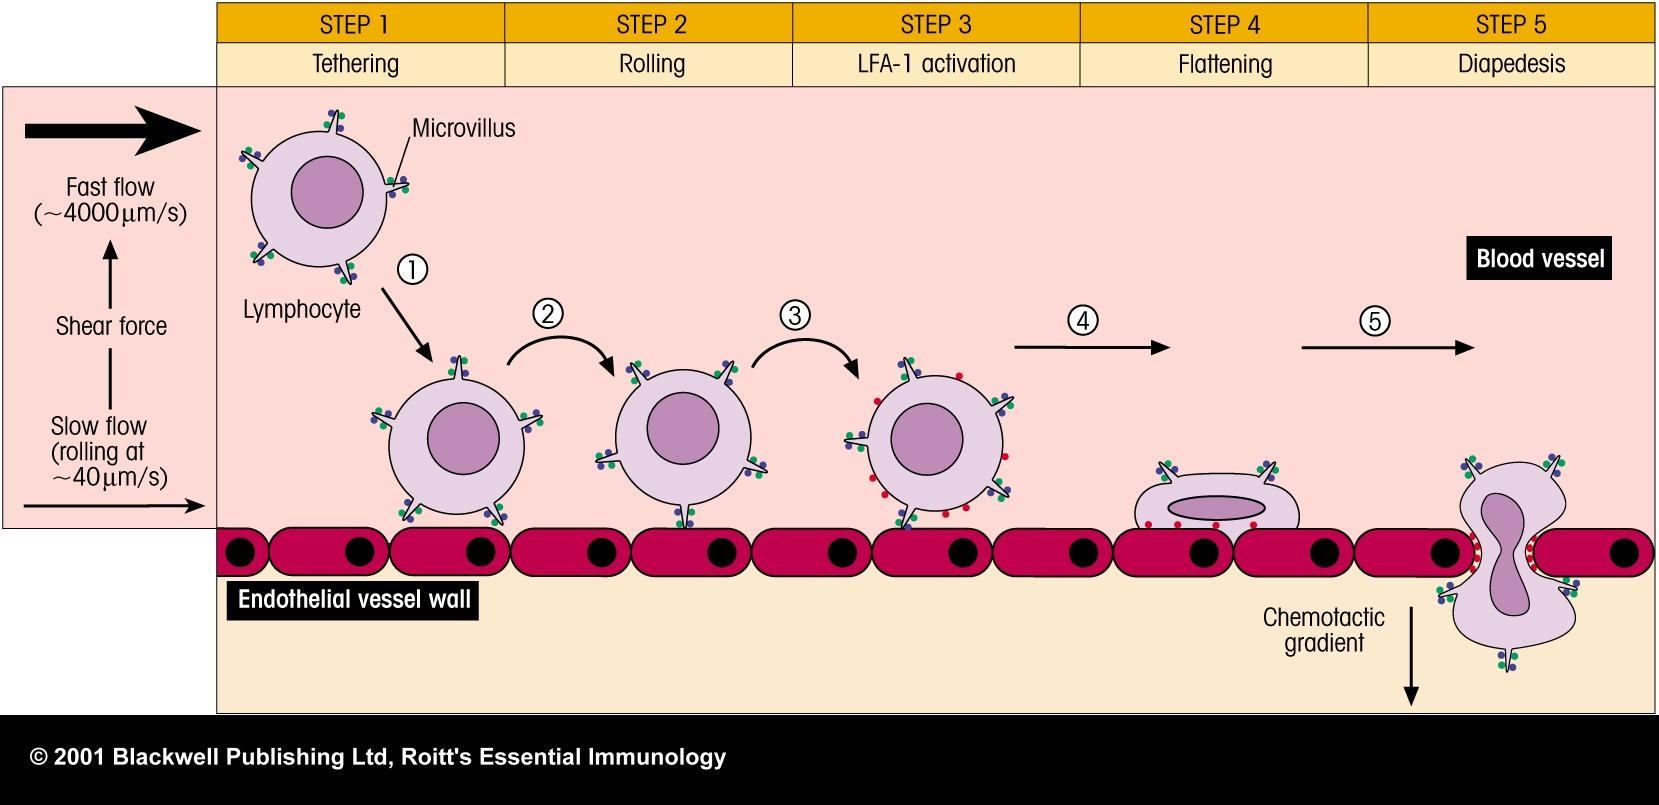 STEP 1
STEP 2
STEP 3
STEP 4
STEP 5
Tethering
Rolling
LFA-1 activation
Flattening
Diapedesis
Fast flow
(~4000µm/s)
Shear force
Slow flow
(rolling at
~40µm/s)
Microvillus
Lymphocyte
1
2
3
4
5
Blood vessel
Endothelial vessel wall
Chemotactic
gradient
© 2001 Blackwell Publishing Ltd, Roitt's Essential Immunology